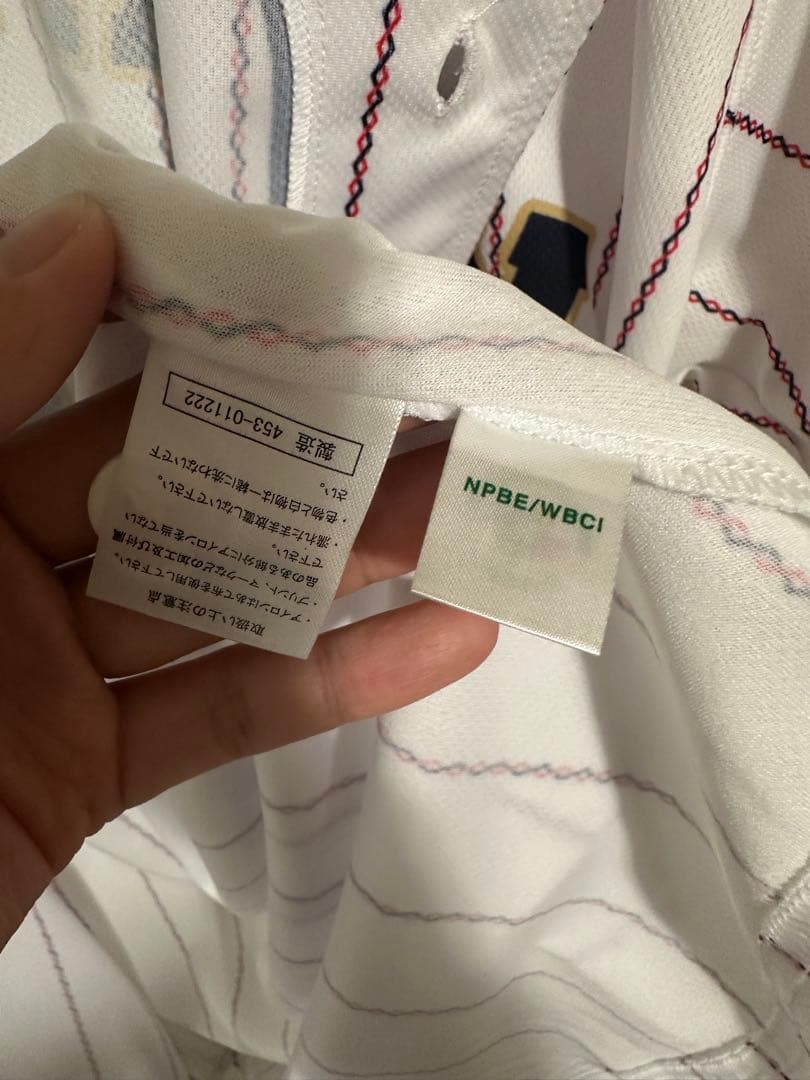 取扱い上の注意点
・アイロンはあて布を使用して下さい。
・プリント、マークなどの加工及び付属
品のある部分にアイロンを当てない
で下さい。
・濡れたまま放置しないで下さい。
・色物と白物は一緒に洗わないで下
さい。
製造 453-011222
NPBE/WBCI